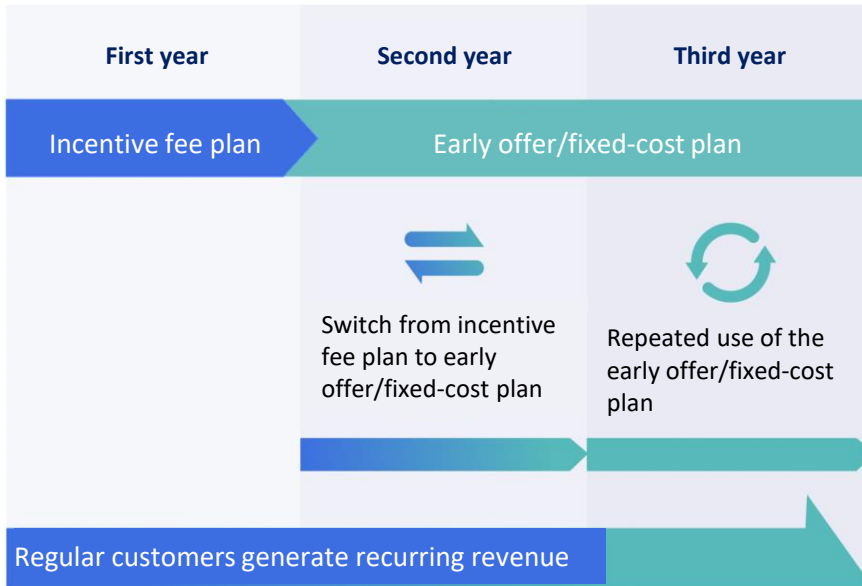 First year
Second year
Third year
Incentive fee plan
Early offer/fixed-cost plan
Switch from incentive
fee plan to early
offer/fixed-cost plan
Repeated use of the
early offer/fixed-cost
plan
Regular customers generate recurring revenue